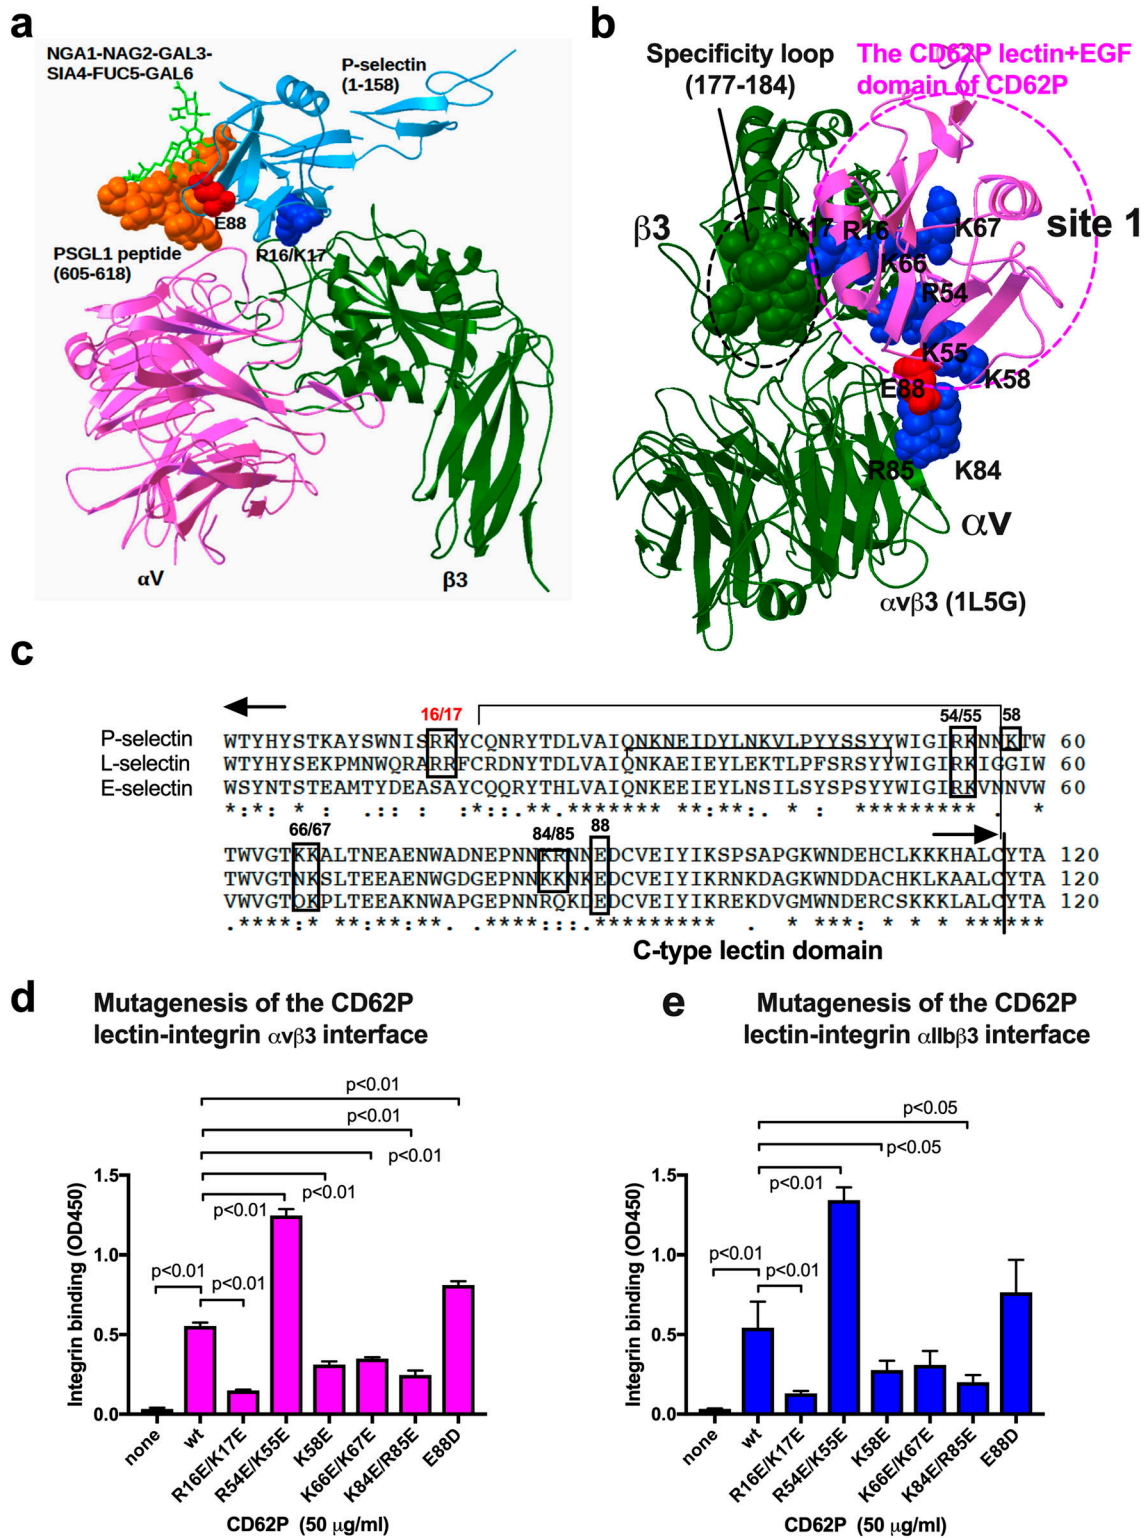 a
NGA1-NAG2-GAL3-
SIA4-FUC5-GAL6
P-selectin
(1-158)
E88
R16/K17
PSGL1 peptide
(605-618)
αV
β3
b
Specificity loop
(177-184)
The CD62P lectin+EGF
domain of CD62P
β3
K17
R16
K67
site 1
K66
R54
K55
E88
K58
R85
K84
αV
αvβ3 (1L5G)
c
16/17
54/55
58
P-selectin WTYHYSTKAYSWNISRKYCQNRYTDLVAIQNKNEIDYLNKVLPYYSSYYWIGIRKNNKTW 60
L-selectin WTYHYSEKPMNWQRARRFCRDNYTDLVAIQNKAEIEYLEKTLPFSRSYYWIGIRKIGGIW 60
E-selectin WSYNTSTEAMTYDEASAYCQQRYTHLVAIQNKEEIEYLNSILSYSPSYYWIGIRKVNNVW 60
*:*: * : : : *:.:** **.******* **::**:.*. * : ********** . *
66/67
84/85
88
TWVGTKKALTNEAENWADNEPNNKRNNEDCVEIYIKSPSAPGKWNDEHCLKKKHALCYTA 120
TWVGTNKSLTEEAENWGDGEPNNKKNKEDCVEIYIKRNKDAGKWNDDACHKLKAALCYTA 120
VWVGTQKPLTEEAKNWAPGEPNNRQKDEDCVEIYIKREKDVGMWNDERCSKKKLALCYTA 120
.****:* **:**:**. .****:::.********* . * ***: * * * ******
C-type lectin domain
d
Mutagenesis of the CD62P
lectin-integrin αvβ3 interface
p<0.01
p<0.01
p<0.01
p<0.01
p<0.01
p<0.01
p<0.01
Integrin binding (OD450)
1.5
1.0
0.5
0.0
none
wt
R16E/K17E
R54E/K55E
K58E
K66E/K67E
K84E/R85E
E88D
CD62P (50 μg/ml)
e
Mutagenesis of the CD62P
lectin-integrin αIIbβ3 interface
p<0.05
p<0.05
p<0.01
p<0.01
p<0.01
Integrin binding (OD450)
1.5
1.0
0.5
0.0
none
wt
R16E/K17E
R54E/K55E
K58E
K66E/K67E
K84E/R85E
E88D
CD62P (50 μg/ml)